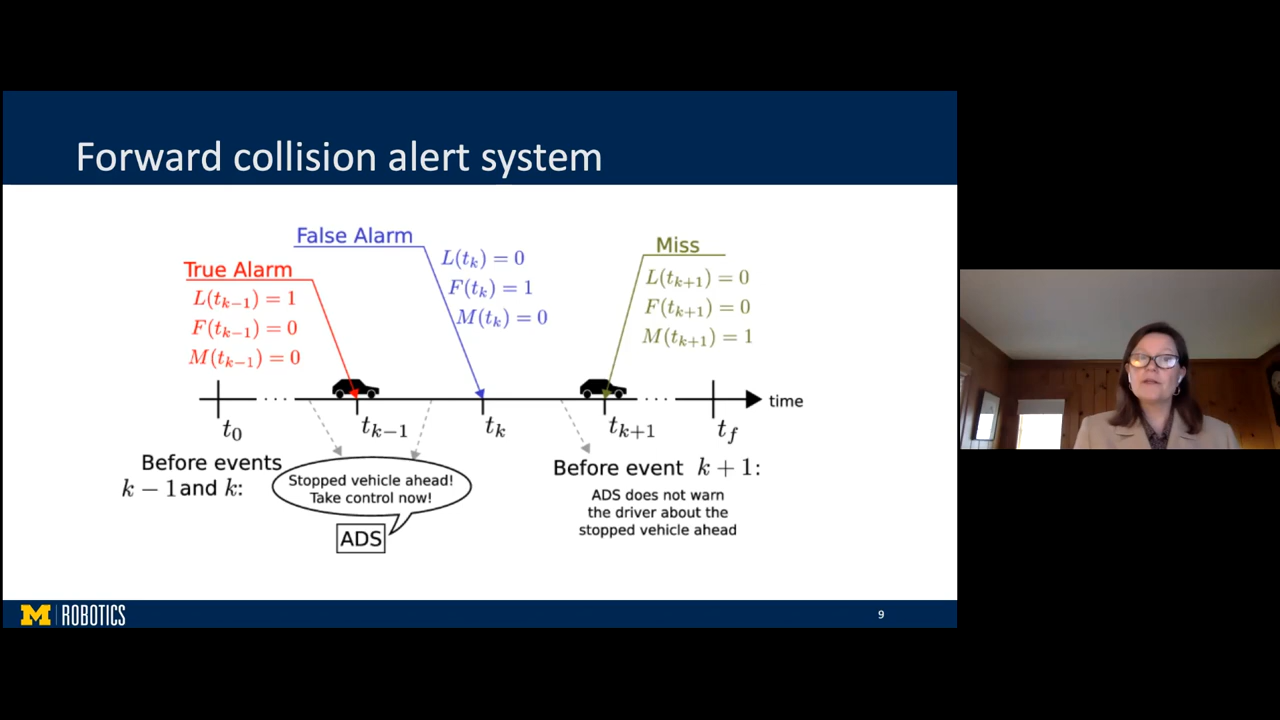 Forward collision alert system
False Alarm
True Alarm
Miss
L(t_{k−1}) = 1
F(t_{k−1}) = 0
M(t_{k−1}) = 0
L(t_k) = 0
F(t_k) = 1
M(t_k) = 0
L(t_{k+1}) = 0
F(t_{k+1}) = 0
M(t_{k+1}) = 1
... ... time
t_0 t_{k−1} t_k t_{k+1} t_f
Before events
k − 1 and k:
Stopped vehicle ahead!
Take control now!
ADS
Before event k + 1:
ADS does not warn
the driver about the
stopped vehicle ahead
M ROBOTICS
9